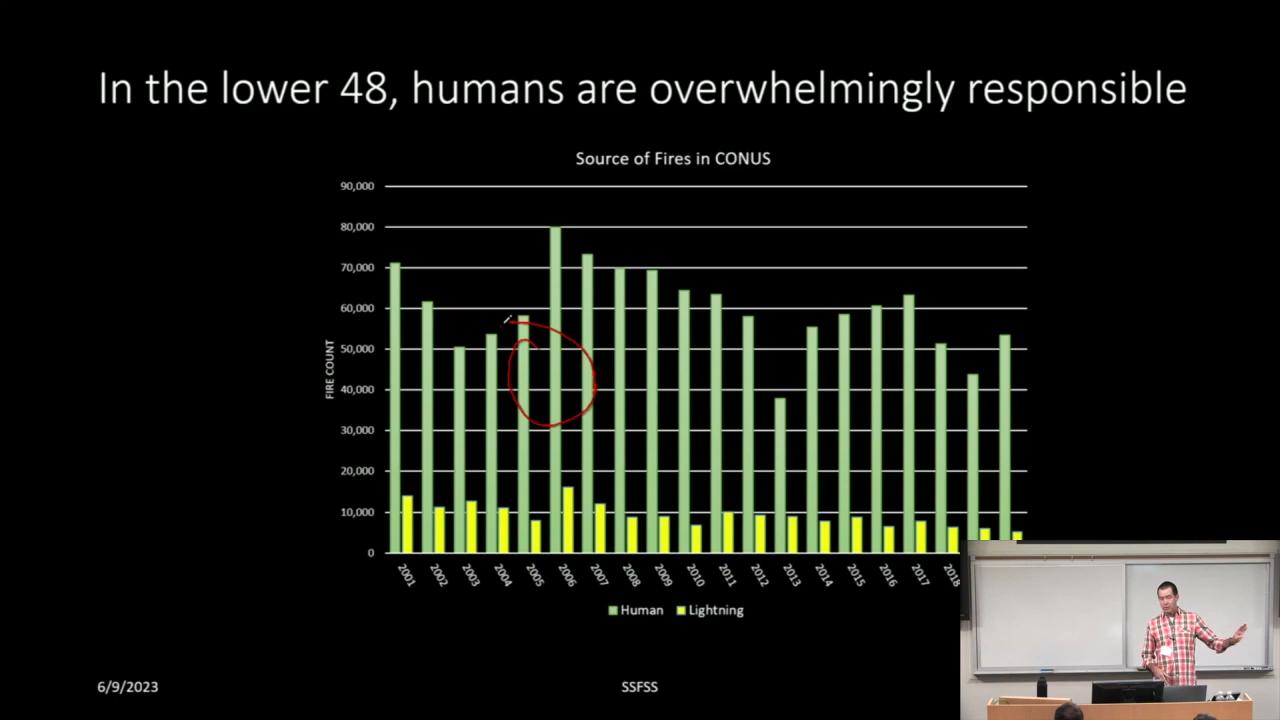 In the lower 48, humans are overwhelmingly responsible
Source of Fires in CONUS
90,000
80,000
70,000
60,000
50,000
40,000
30,000
20,000
10,000
0
FIRE COUNT
2001 2002 2003 2004 2005 2006 2007 2008 2009 2010 2011 2012 2013 2014 2015 2016 2017 2018
Human Lightning
6/9/2023 SSFSS